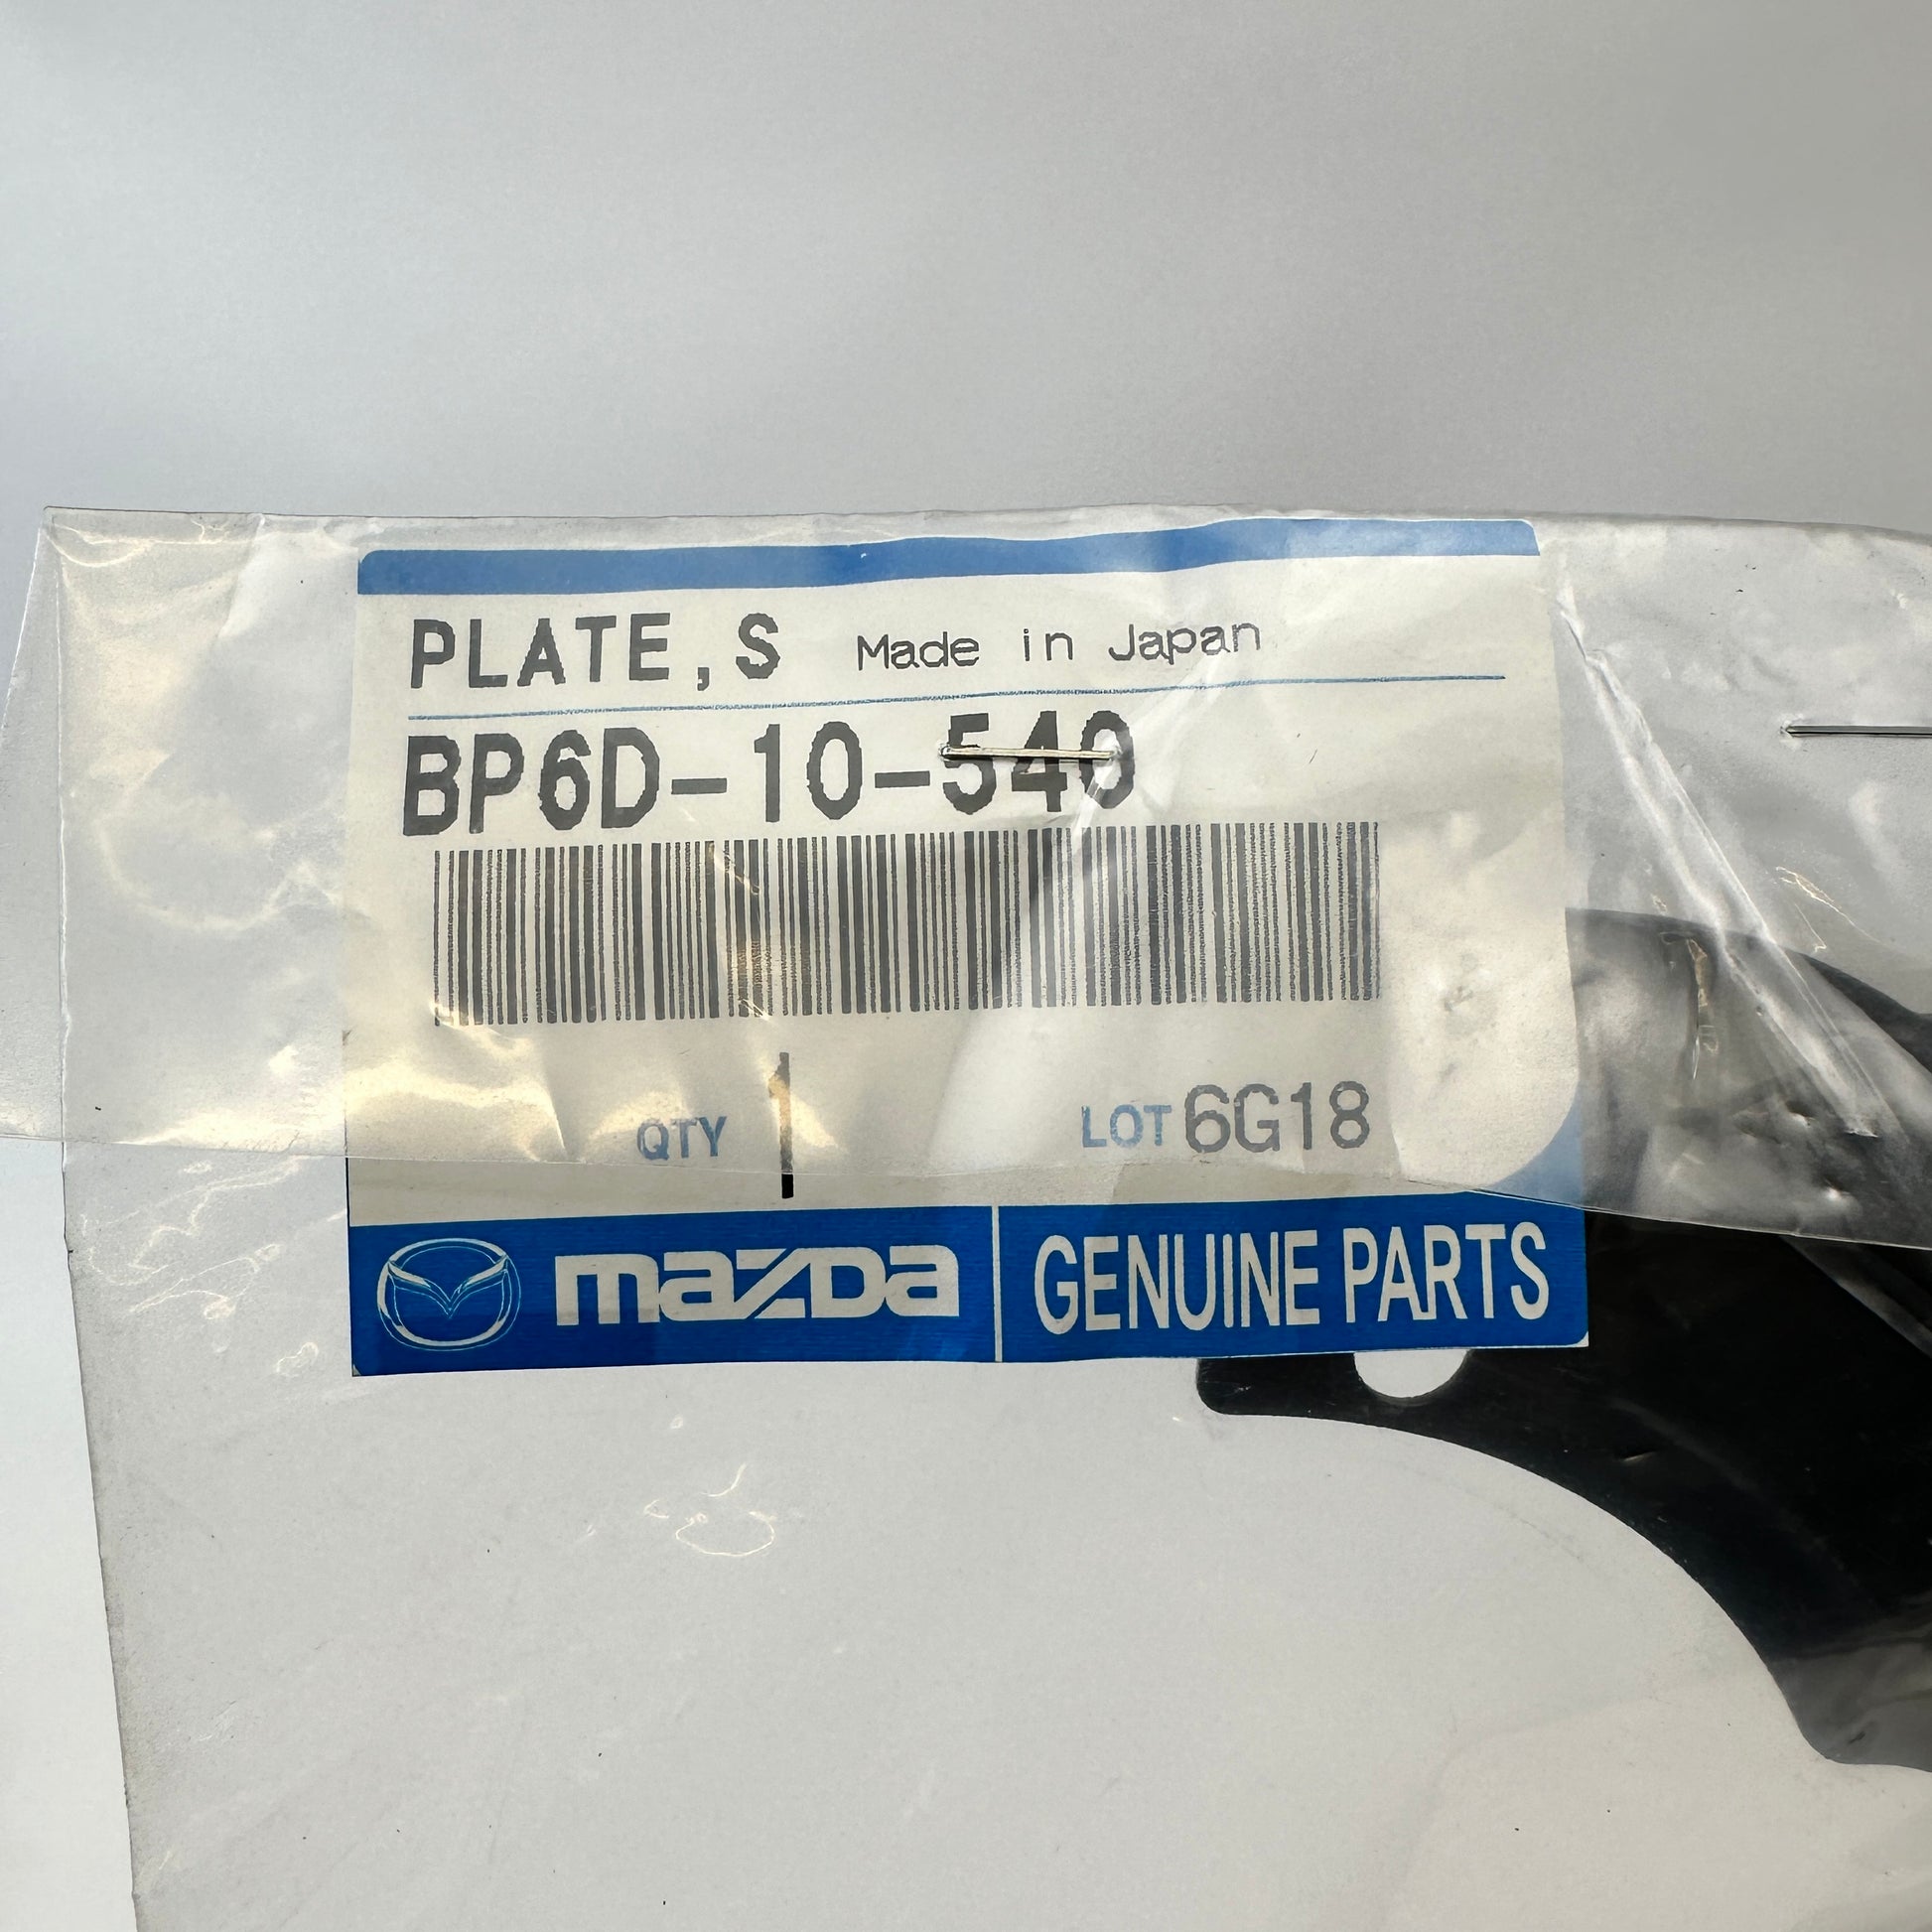 PLATE,S Made in Japan
BP6D-10-540
QTY 1 LOT 6G18
mazda GENUINE PARTS